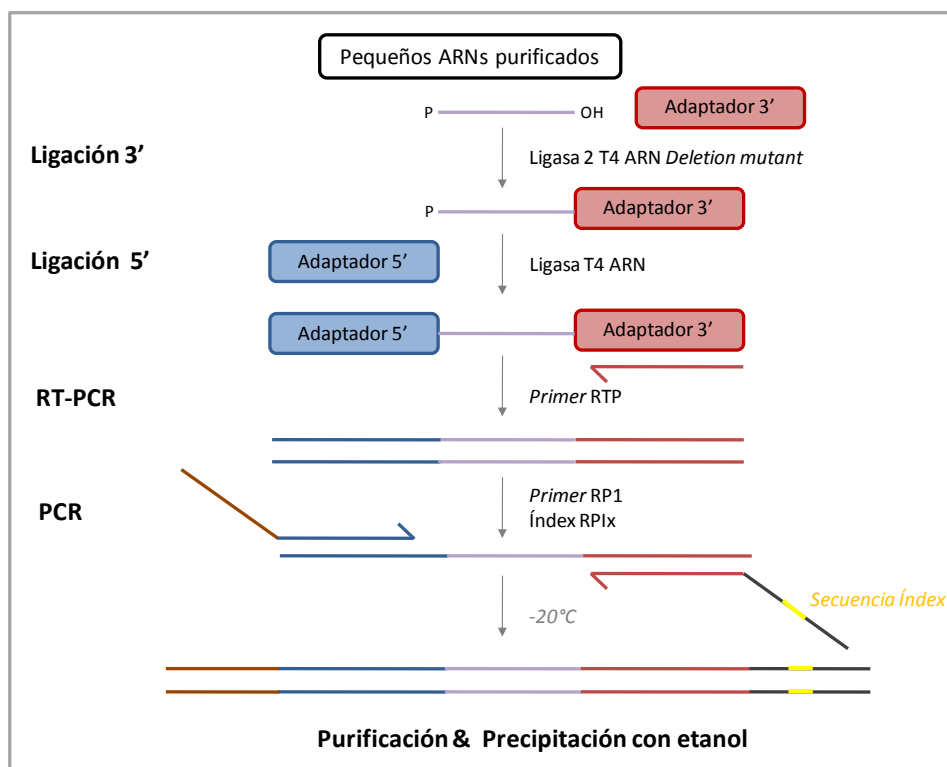 Pequeños ARNs purificados
P
OH
Adaptador 3’
Ligación 3’
Ligasa 2 T4 ARN Deletion mutant
P
Adaptador 3’
Ligación 5’
Adaptador 5’
Ligasa T4 ARN
Adaptador 5’
Adaptador 3’
RT-PCR
Primer RTP
PCR
Primer RP1
Índex RPIx
Secuencia Índex
-20°C
Purificación & Precipitación con etanol